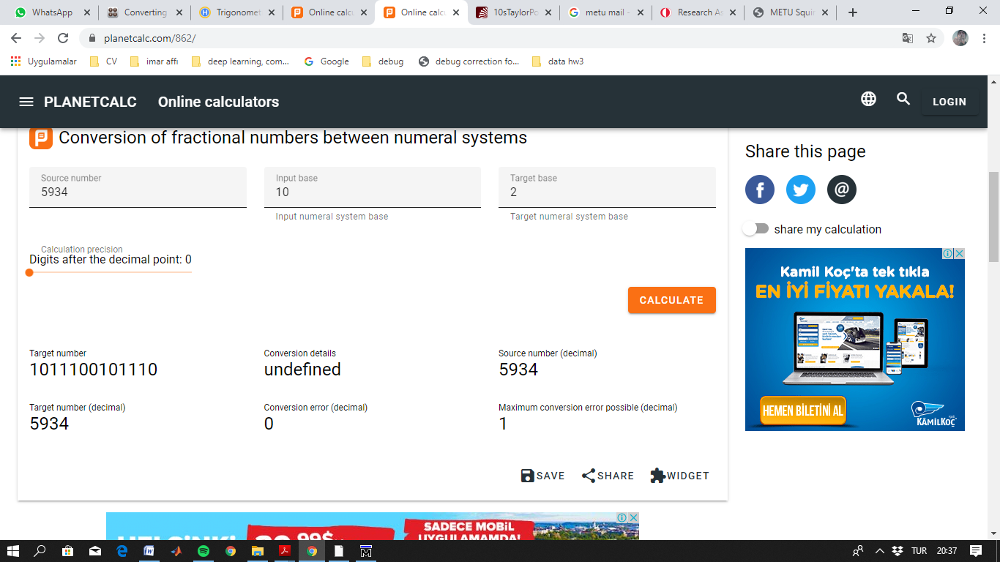 WhatsApp
Converting
Trigonomet
Online calcu
Online calcu
10sTaylorPo
metu mail -
Research As
METU Squir
planetcalc.com/862/
Uygulamalar CV imar affı deep learning, com... Google debug debug correction fo... data hw3
PLANETCALC Online calculators LOGIN
Conversion of fractional numbers between numeral systems
Source number
5934
Input base
10
Input numeral system base
Target base
2
Target numeral system base
Calculation precision
Digits after the decimal point: 0
CALCULATE
Target number
1011100101110
Conversion details
undefined
Source number (decimal)
5934
Target number (decimal)
5934
Conversion error (decimal)
0
Maximum conversion error possible (decimal)
1
SAVE SHARE WIDGET
Share this page
share my calculation
Kamil Koç'ta tek tıkla
EN İYİ FİYATI YAKALA!
HEMEN BİLETİNİ AL
KÂMİLKOÇ
SADECE MOBİL
UYGULAMAMDA!
TUR 20:37